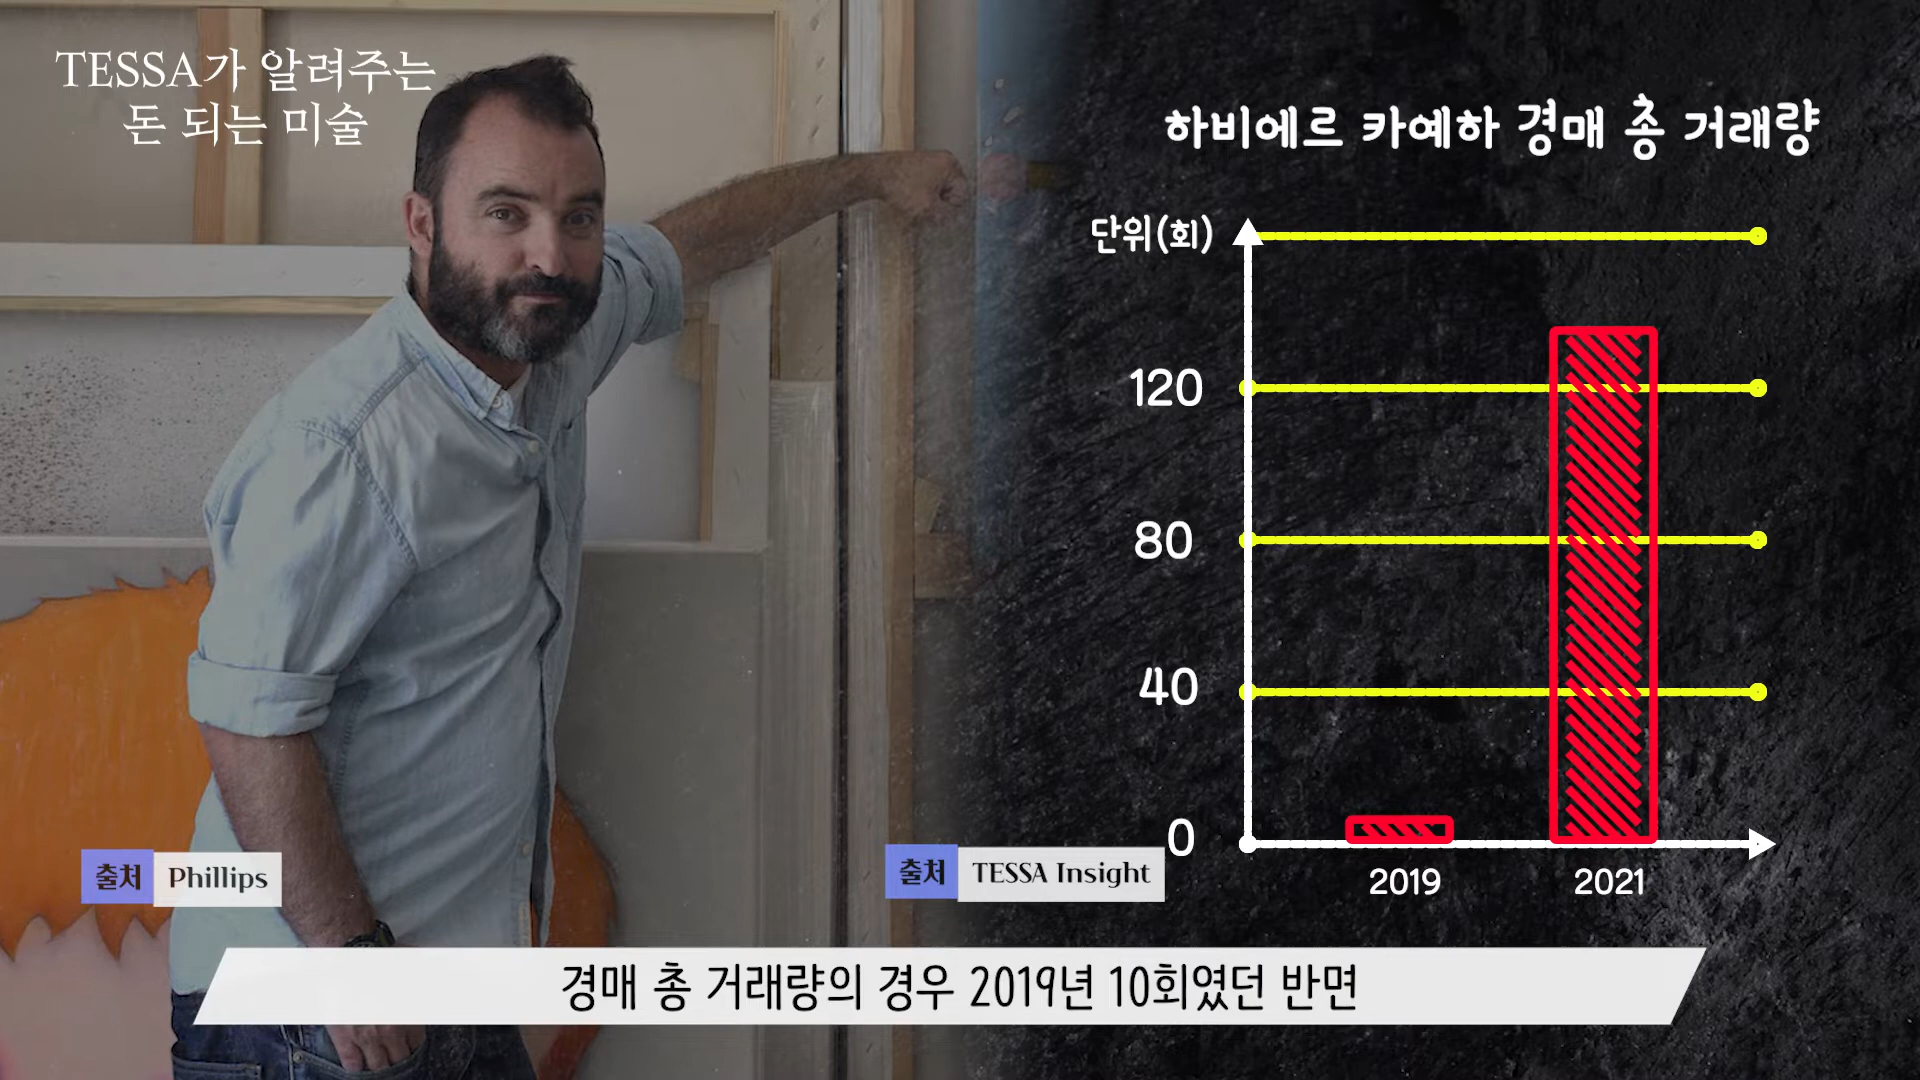 TESSA가 알려주는
돈 되는 미술
하비에르 카예하 경매 총 거래량
단위(회)
120
80
40
0
2019
2021
출처 Phillips
출처 TESSA Insight
경매 총 거래량의 경우 2019년 10회였던 반면